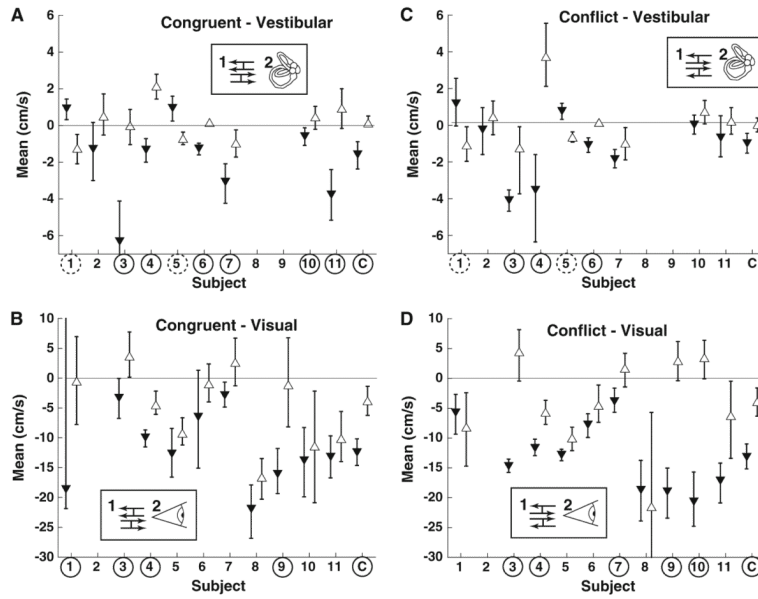 A
Congruent - Vestibular
6
4
2
0
-2
-4
6
Mean (cm/s)
1 2
1 2 3 4 5 6 7 8 9 10 11 C
Subject
C
Conflict - Vestibular
6
4
2
0
-2
-4
6
Mean (cm/s)
1 2
1 2 3 4 5 6 7 8 9 10 11 C
Subject
B
Congruent - Visual
10
5
0
-5
-10
-15
-20
-25
-30
Mean (cm/s)
1 2
1 2 3 4 5 6 7 8 9 10 11 C
Subject
D
Conflict - Visual
10
5
0
-5
-10
-15
-20
-25
-30
Mean (cm/s)
1 2
1 2 3 4 5 6 7 8 9 10 11 C
Subject